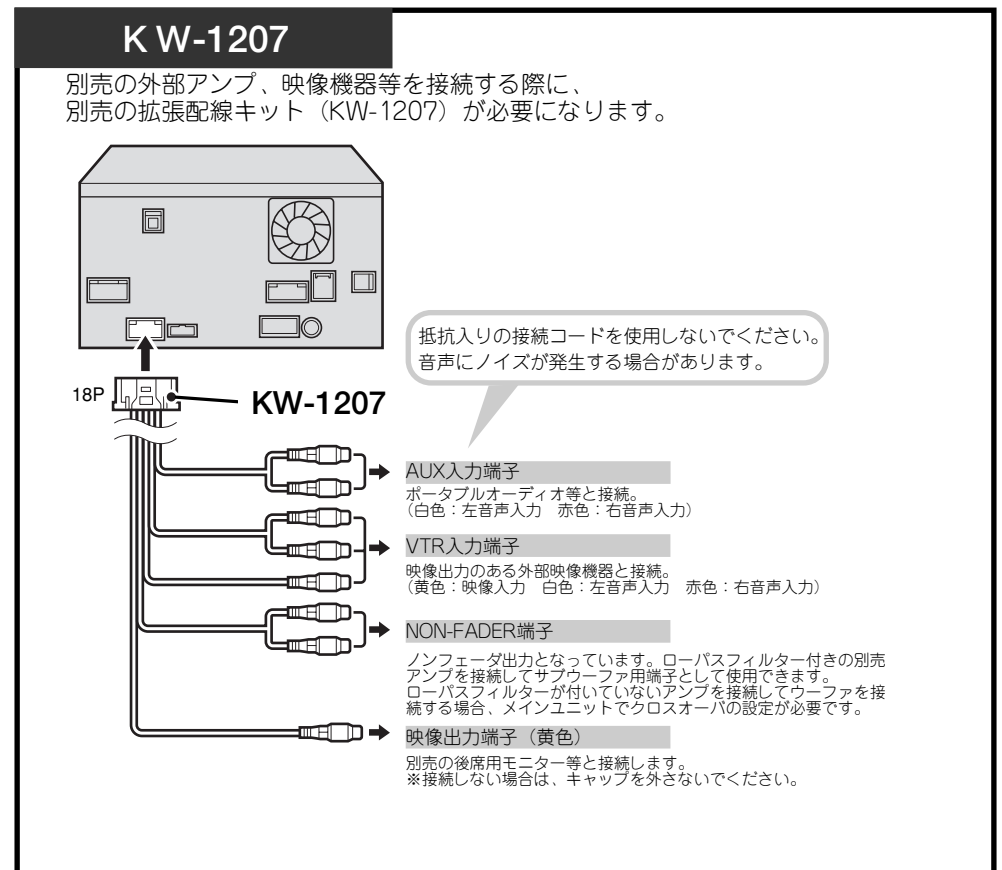 KW-1207
別売の外部アンプ、映像機器等を接続する際に、
別売の拡張配線キット（KW-1207）が必要になります。
抵抗入りの接続コードを使用しないでください。
音声にノイズが発生する場合があります。
18P
KW-1207
AUX入力端子
ポータブルオーディオ等と接続。
（白色：左音声入力　赤色：右音声入力）
VTR入力端子
映像出力のある外部映像機器と接続。
（黄色：映像入力　白色：左音声入力　赤色：右音声入力）
NON-FADER端子
ノンフェーダ出力となっています。ローパスフィルター付きの別売
アンプを接続してサブウーファ用端子として使用できます。
ローパスフィルターが付いていないアンプを接続してウーファを接
続する場合、メインユニットでクロスオーバの設定が必要です。
映像出力端子（黄色）
別売の後席用モニター等と接続します。
※接続しない場合は、キャップを外さないでください。